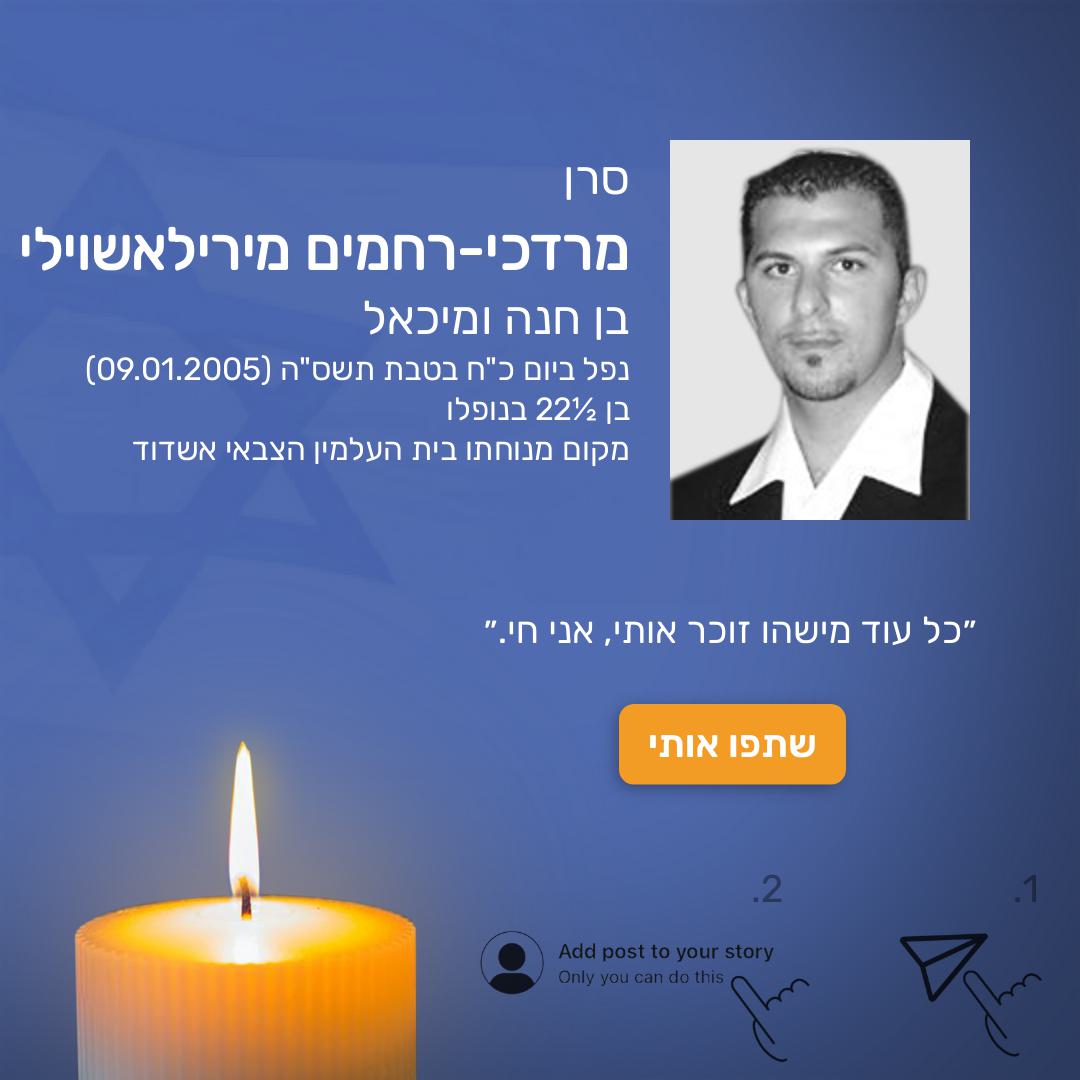 סרן
מרדכי-רחמים מירילאשוילי
בן חנה ומיכאל
נפל ביום כ"ח בטבת תשס"ה (09.01.2005)
בן 22½ בנופלו
מקום מנוחתו בית העלמין הצבאי אשדוד
״כל עוד מישהו זוכר אותי, אני חי.״
שתפו אותי
.1
.2
Add post to your story
Only you can do this